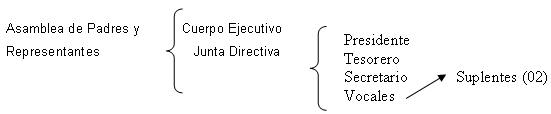 Asamblea de Padres y
Representantes
Cuerpo Ejecutivo
Junta Directiva
Presidente
Tesorero
Secretario
Vocales
Suplentes (02)